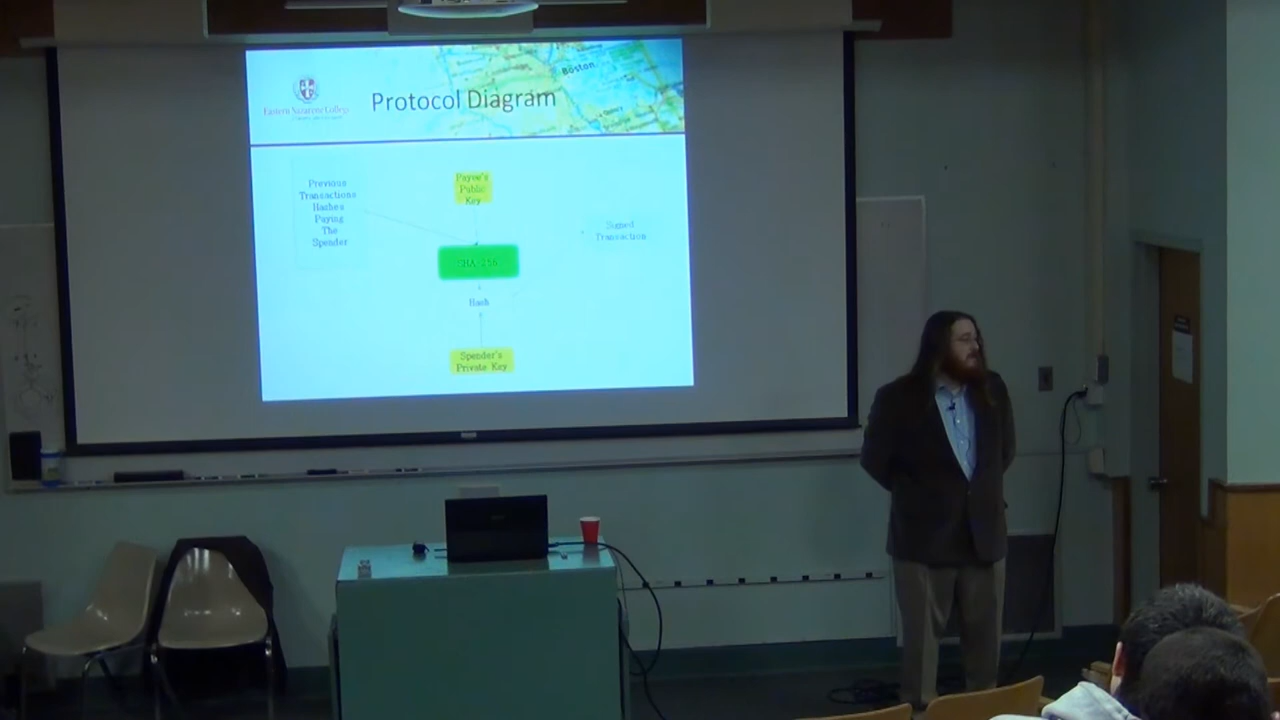 Boston
Eastern Nazarene College
Protocol Diagram
Previous
Transactions
Hashes
Paying
The
Spender
Payee's
Public
Key
Signed
Transaction
SHA-256
Hash
Spender's
Private Key